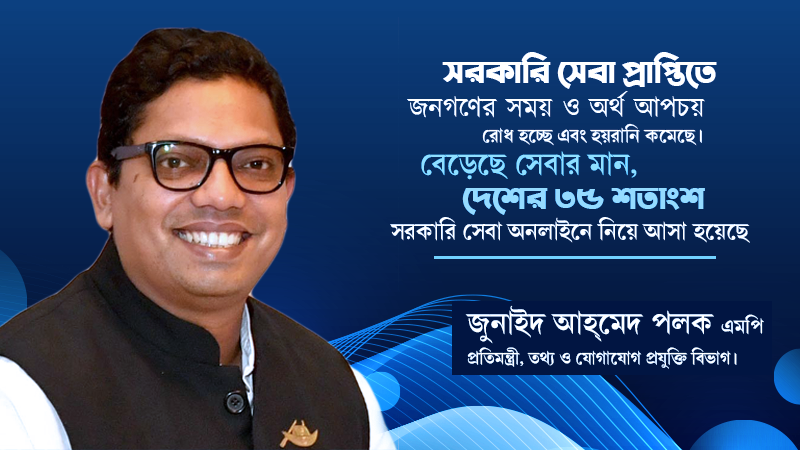 সরকারি সেবা প্রাপ্তিতে
জনগণের সময় ও অর্থ আপচয়
রোধ হচ্ছে এবং হয়রানি কমেছে।
বেড়েছে সেবার মান,
দেশের ৩৫ শতাংশ
সরকারি সেবা অনলাইনে নিয়ে আসা হয়েছে
জুনাইদ আহ্‌মেদ পলক এমপি
প্রতিমন্ত্রী, তথ্য ও যোগাযোগ প্রযুক্তি বিভাগ।